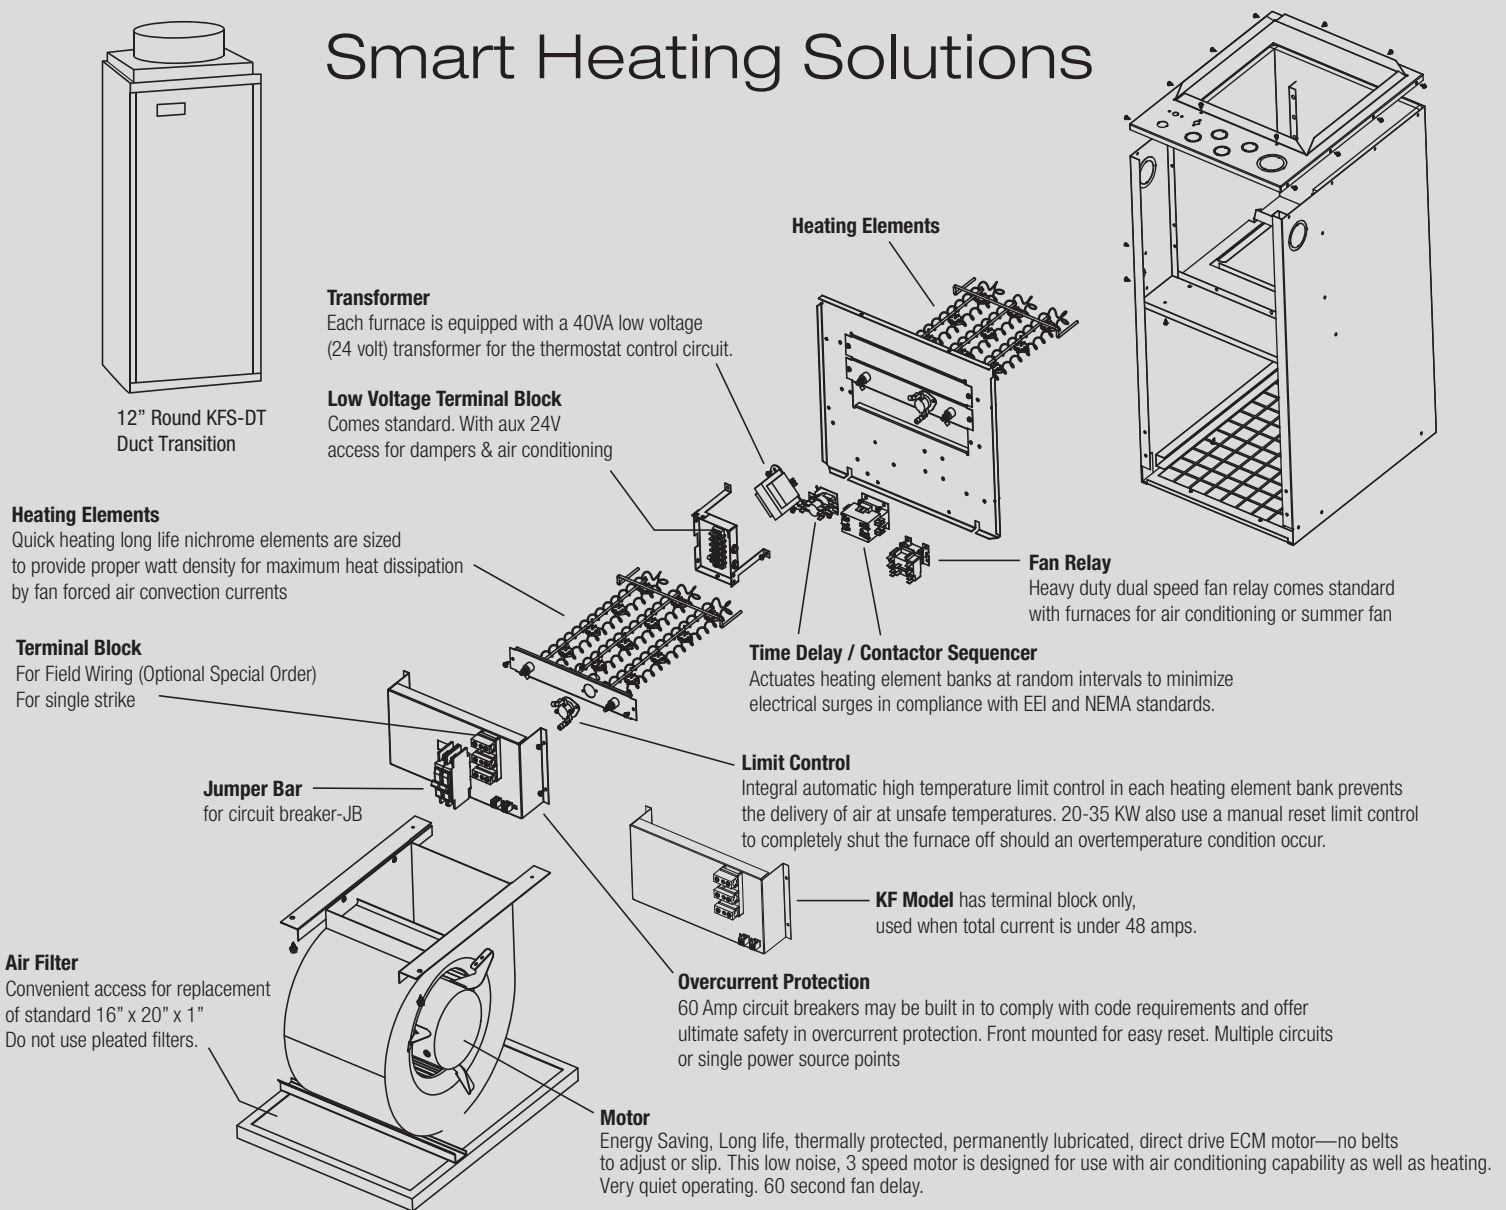 Smart Heating Solutions
12” Round KFS-DT
Duct Transition
Heating Elements
Transformer
Each furnace is equipped with a 40VA low voltage
(24 volt) transformer for the thermostat control circuit.
Low Voltage Terminal Block
Comes standard. With aux 24V
access for dampers & air conditioning
Heating Elements
Quick heating long life nichrome elements are sized
to provide proper watt density for maximum heat dissipation
by fan forced air convection currents
Fan Relay
Heavy duty dual speed fan relay comes standard
with furnaces for air conditioning or summer fan
Terminal Block
For Field Wiring (Optional Special Order)
For single strike
Time Delay / Contactor Sequencer
Actuates heating element banks at random intervals to minimize
electrical surges in compliance with EEI and NEMA standards.
Jumper Bar
for circuit breaker-JB
Limit Control
Integral automatic high temperature limit control in each heating element bank prevents
the delivery of air at unsafe temperatures. 20-35 KW also use a manual reset limit control
to completely shut the furnace off should an overtemperature condition occur.
KF Model has terminal block only,
used when total current is under 48 amps.
Air Filter
Convenient access for replacement
of standard 16” x 20” x 1”
Do not use pleated filters.
Overcurrent Protection
60 Amp circuit breakers may be built in to comply with code requirements and offer
ultimate safety in overcurrent protection. Front mounted for easy reset. Multiple circuits
or single power source points
Motor
Energy Saving, Long life, thermally protected, permanently lubricated, direct drive ECM motor—no belts
to adjust or slip. This low noise, 3 speed motor is designed for use with air conditioning capability as well as heating.
Very quiet operating. 60 second fan delay.